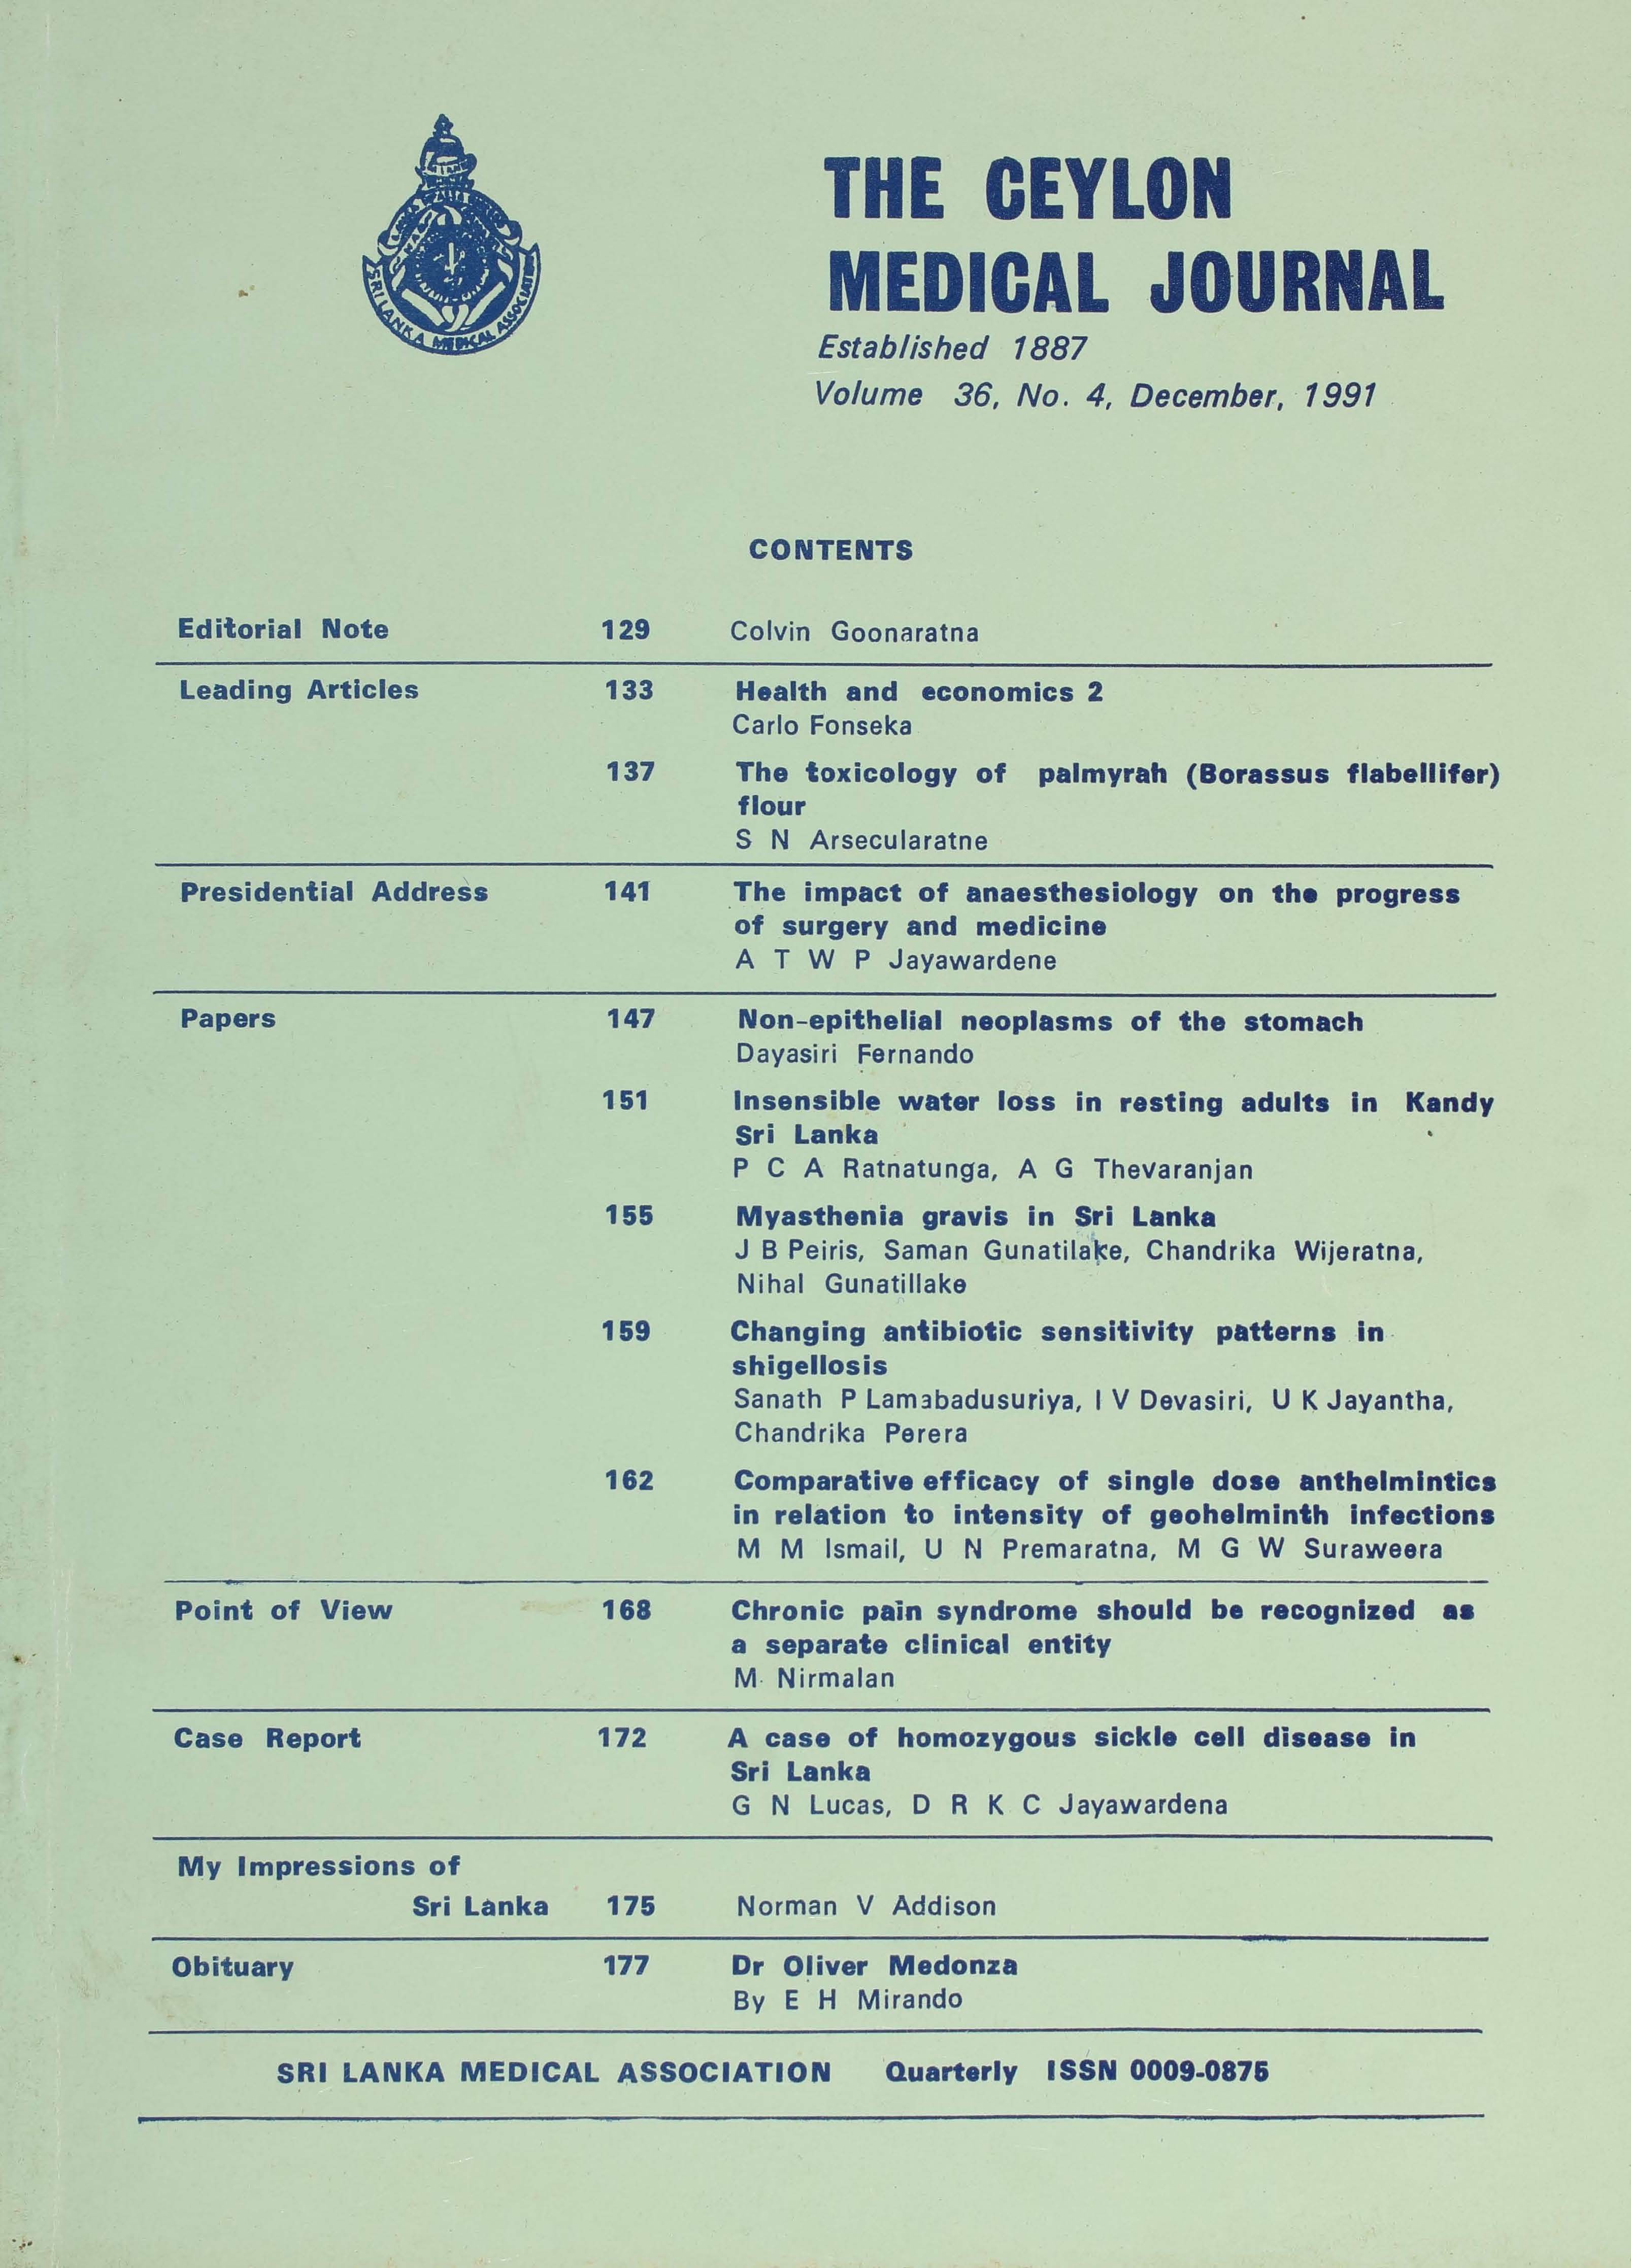 SRI LANKA MEDICAL ASSOCIATION
THE CEYLON
MEDICAL JOURNAL
Established 1887
Volume 36, No. 4, December, 1991
CONTENTS
Editorial Note 129 Colvin Goonaratna
Leading Articles 133 Health and economics 2
Carlo Fonseka
137 The toxicology of palmyrah (Borassus flabellifer)
flour
S N Arsecularatne
Presidential Address 141 The impact of anaesthesiology on the progress
of surgery and medicine
A T W P Jayawardene
Papers 147 Non-epithelial neoplasms of the stomach
Dayasiri Fernando
151 Insensible water loss in resting adults in Kandy
Sri Lanka
P C A Ratnatunga, A G Thevaranjan
155 Myasthenia gravis in Sri Lanka
J B Peiris, Saman Gunatilake, Chandrika Wijeratna,
Nihal Gunatillake
159 Changing antibiotic sensitivity patterns in
shigellosis
Sanath P Lamabadusuriya, I V Devasiri, U K Jayantha,
Chandrika Perera
162 Comparative efficacy of single dose anthelmintics
in relation to intensity of geohelminth infections
M M Ismail, U N Premaratna, M G W Suraweera
Point of View 168 Chronic pain syndrome should be recognized as
a separate clinical entity
M Nirmalan
Case Report 172 A case of homozygous sickle cell disease in
Sri Lanka
G N Lucas, D R K C Jayawardena
My Impressions of
Sri Lanka 175 Norman V Addison
Obituary 177 Dr Oliver Medonza
By E H Mirando
SRI LANKA MEDICAL ASSOCIATION Quarterly ISSN 0009-0875